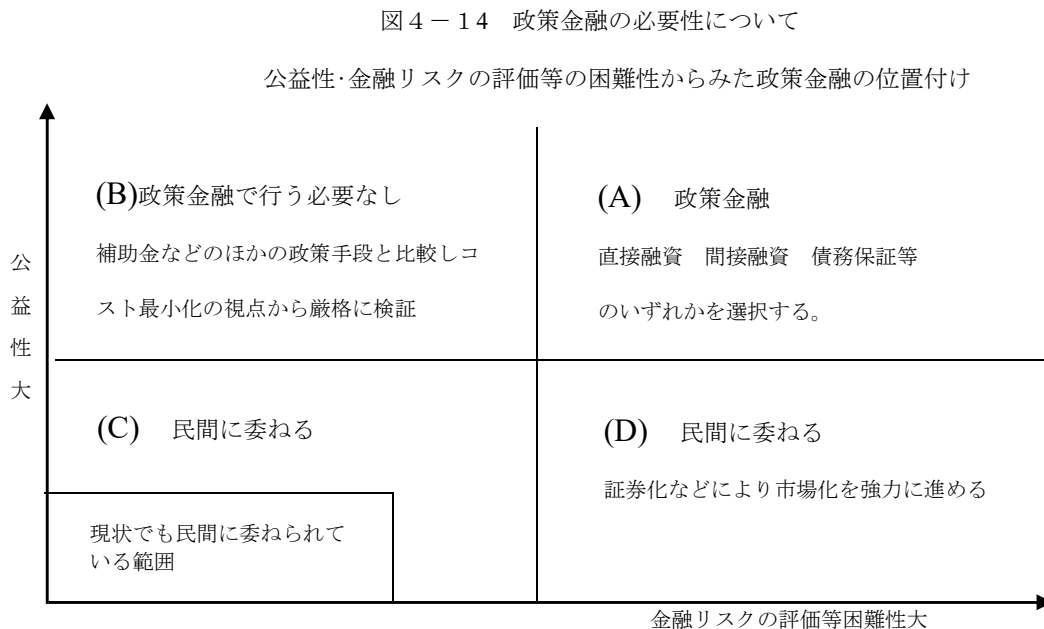 図４－１４　政策金融の必要性について
公益性･金融リスクの評価等の困難性からみた政策金融の位置付け
(B)政策金融で行う必要なし
補助金などのほかの政策手段と比較しコ
スト最小化の視点から厳格に検証
(A)　政策金融
直接融資　間接融資　債務保証等
のいずれかを選択する。
公益性大
(C)　民間に委ねる
現状でも民間に委ねられて
いる範囲
(D)　民間に委ねる
証券化などにより市場化を強力に進める
金融リスクの評価等困難性大